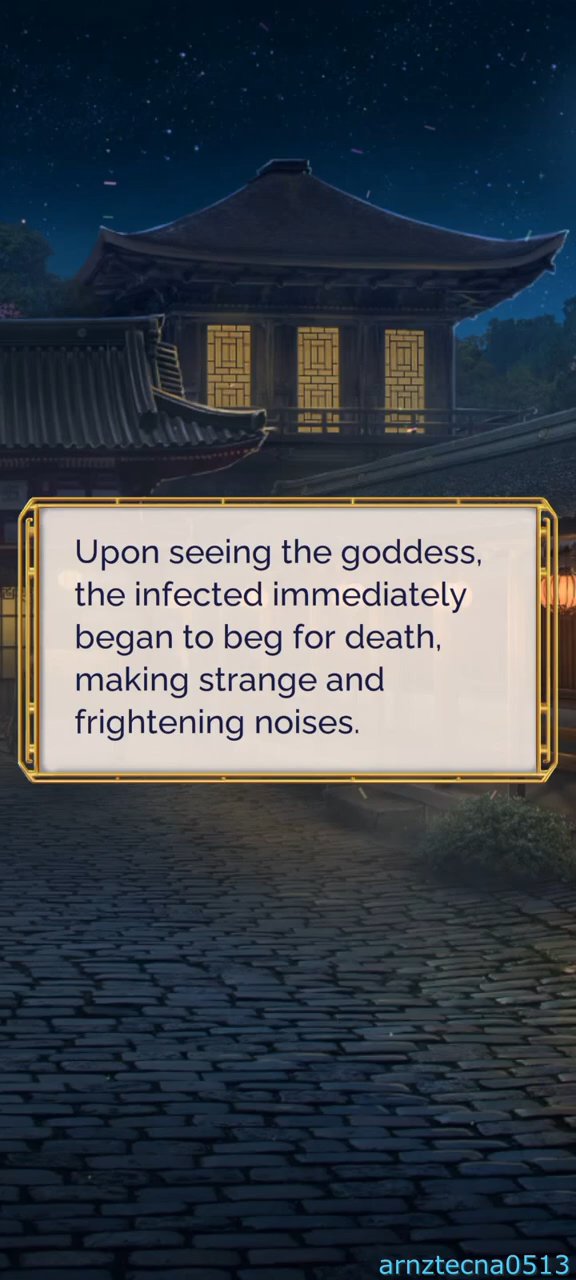 Upon seeing the goddess,
the infected immediately
began to beg for death,
making strange and
frightening noises.
arnztecna0513